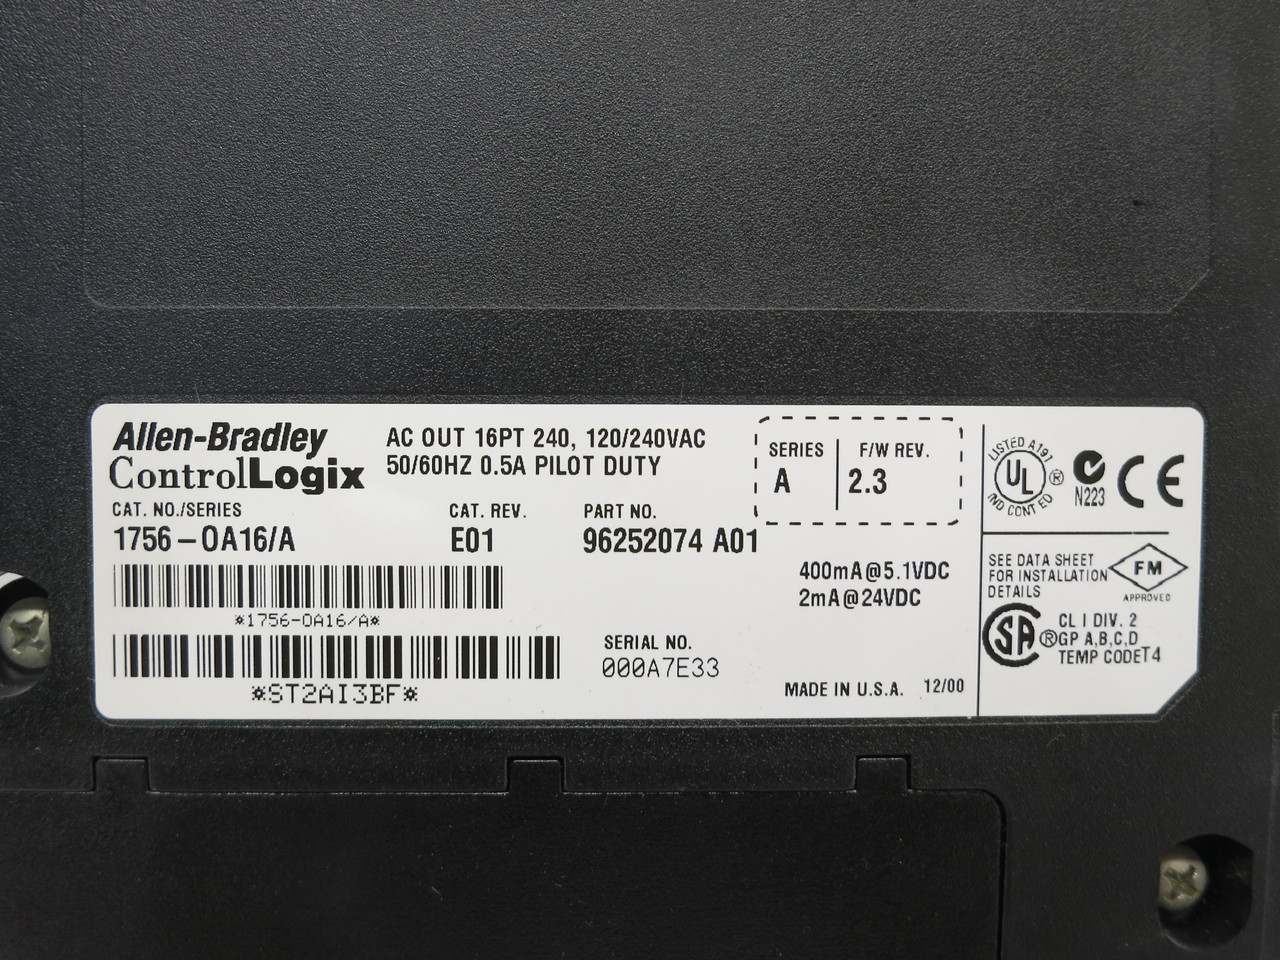 Allen-Bradley
ControlLogix
AC OUT 16PT 240, 120/240VAC
50/60HZ 0.5A PILOT DUTY
SERIES
A
F/W REV.
2.3
CAT. NO./SERIES
1756-OA16/A
CAT. REV.
E01
PART NO.
96252074 A01
*1756-OA16/A*
400mA@5.1VDC
2mA@24VDC
*ST2AI3BF*
SERIAL NO.
000A7E33
MADE IN U.S.A. 12/00
LISTED A191
UL ®
IND CONT EQ
N223
CE
SEE DATA SHEET
FOR INSTALLATION
DETAILS
FM
APPROVED
SA ®
CL I DIV. 2
GP A,B,C,D
TEMP CODET4